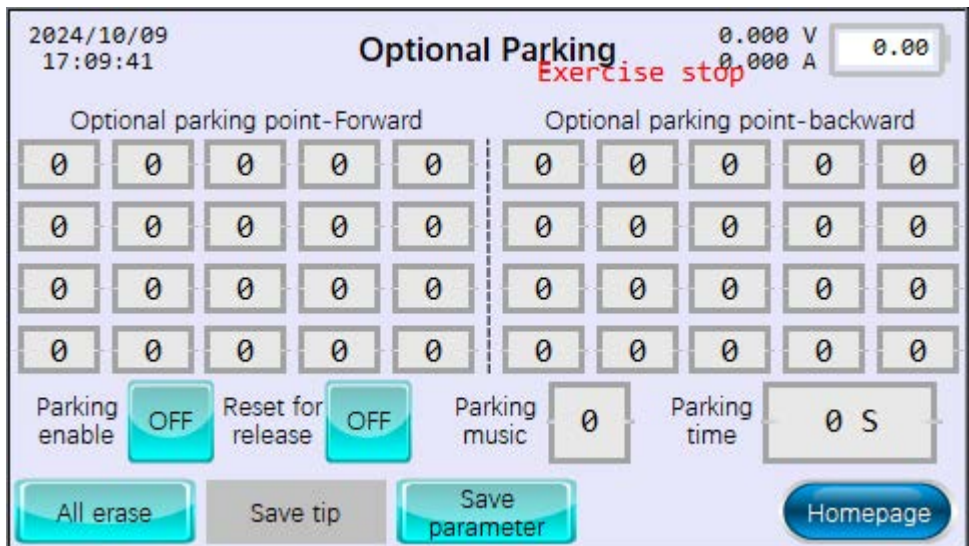 2024/10/09
17:09:41
Optional Parking
Exercise stop
0.000 V
0.000 A
0.00
Optional parking point-Forward
Optional parking point-backward
0 0 0 0 0 0 0 0 0 0
0 0 0 0 0 0 0 0 0 0
0 0 0 0 0 0 0 0 0 0
0 0 0 0 0 0 0 0 0 0
Parking
enable
OFF
Reset for
release
OFF
Parking
music
0
Parking
time
0 S
All erase
Save tip
Save
parameter
Homepage